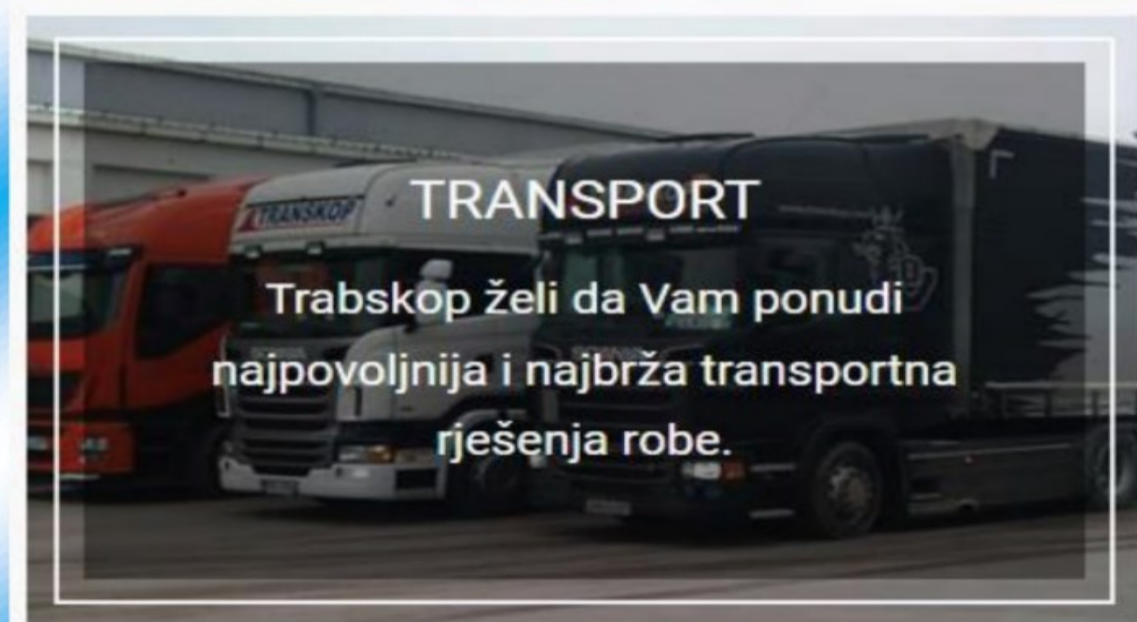 TRANSKOP
TRANSPORT
Trabskop želi da Vam ponudi
najpovoljnija i najbrža transportna
rješenja robe.